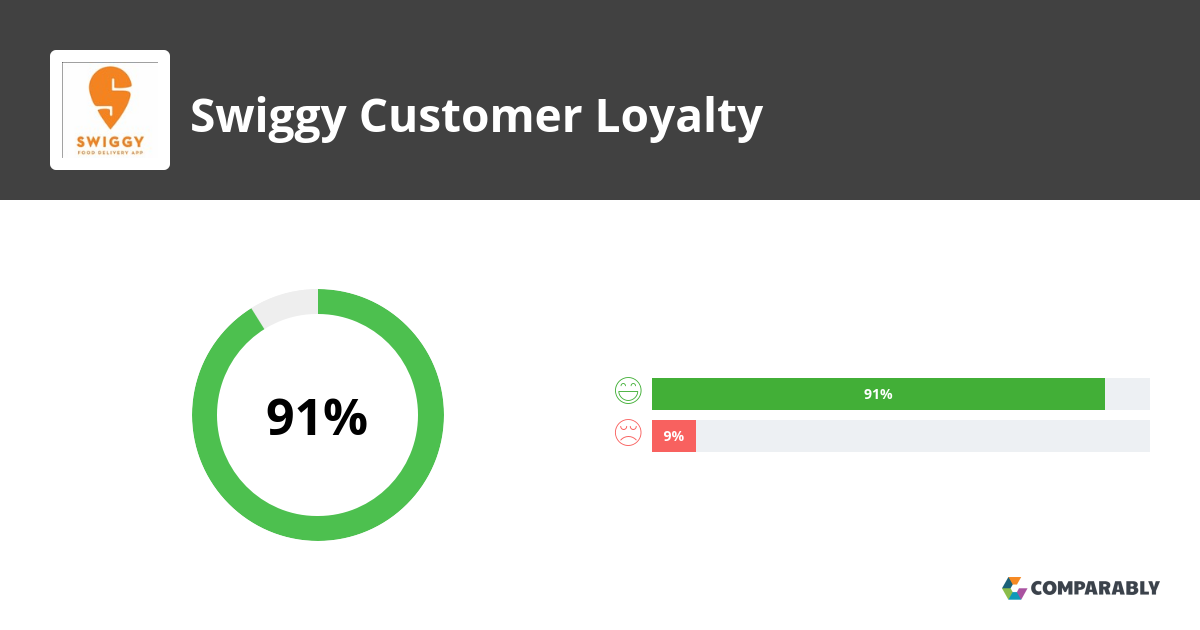 SWIGGY
FOOD DELIVERY APP
Swiggy Customer Loyalty
91%
91%
9%
COMPARABLY